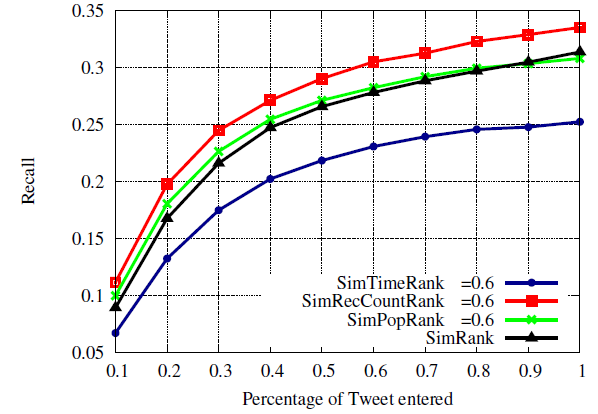 0.35
0.3
0.25
0.2
0.15
0.1
0.05
Recall
SimTimeRank =0.6
SimRecCountRank =0.6
SimPopRank =0.6
SimRank
0.1 0.2 0.3 0.4 0.5 0.6 0.7 0.8 0.9 1
Percentage of Tweet entered